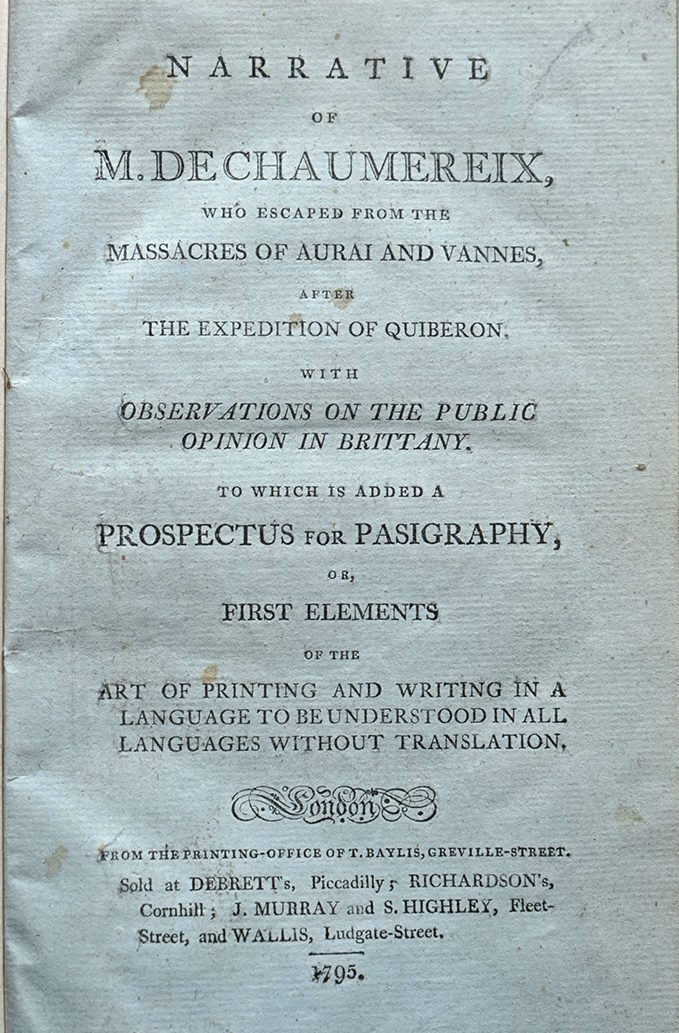 NARRATIVE
OF
M. DE CHAUMEREIX,
WHO ESCAPED FROM THE
MASSACRES OF AURAI AND VANNES,
AFTER
THE EXPEDITION OF QUIBERON.
WITH
OBSERVATIONS ON THE PUBLIC
OPINION IN BRITTANY.
TO WHICH IS ADDED A
PROSPECTUS FOR PASIGRAPHY,
OR,
FIRST ELEMENTS
OF THE
ART OF PRINTING AND WRITING IN A
LANGUAGE TO BE UNDERSTOOD IN ALL
LANGUAGES WITHOUT TRANSLATION.
London
FROM THE PRINTING-OFFICE OF T. BAYLIS, GREVILLE-STREET.
Sold at DEBRETT's, Piccadilly; RICHARDSON's,
Cornhill; J. MURRAY and S. HIGHLEY, Fleet-
Street, and WALLIS, Ludgate-Street.
1795.